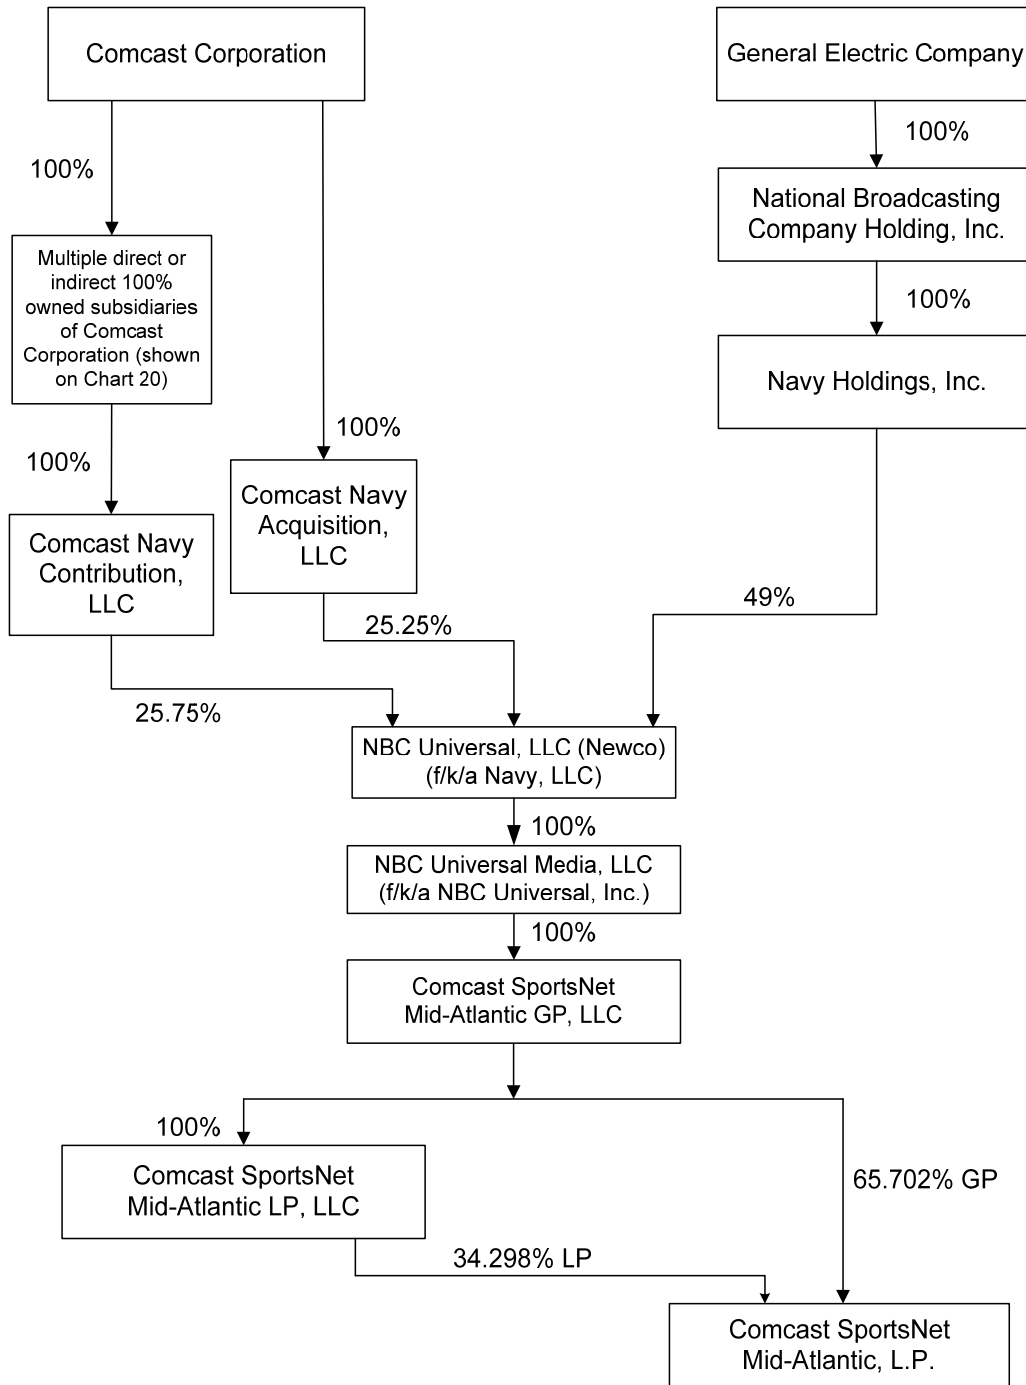 Comcast Corporation
General Electric Company
100%
100%
National Broadcasting
Company Holding, Inc.
Multiple direct or
indirect 100%
owned subsidiaries
of Comcast
Corporation (shown
on Chart 20)
100%
Navy Holdings, Inc.
100%
100%
Comcast Navy
Acquisition,
LLC
Comcast Navy
Contribution,
LLC
49%
25.25%
25.75%
NBC Universal, LLC (Newco)
(f/k/a Navy, LLC)
100%
NBC Universal Media, LLC
(f/k/a NBC Universal, Inc.)
100%
Comcast SportsNet
Mid-Atlantic GP, LLC
100%
Comcast SportsNet
Mid-Atlantic LP, LLC
65.702% GP
34.298% LP
Comcast SportsNet
Mid-Atlantic, L.P.